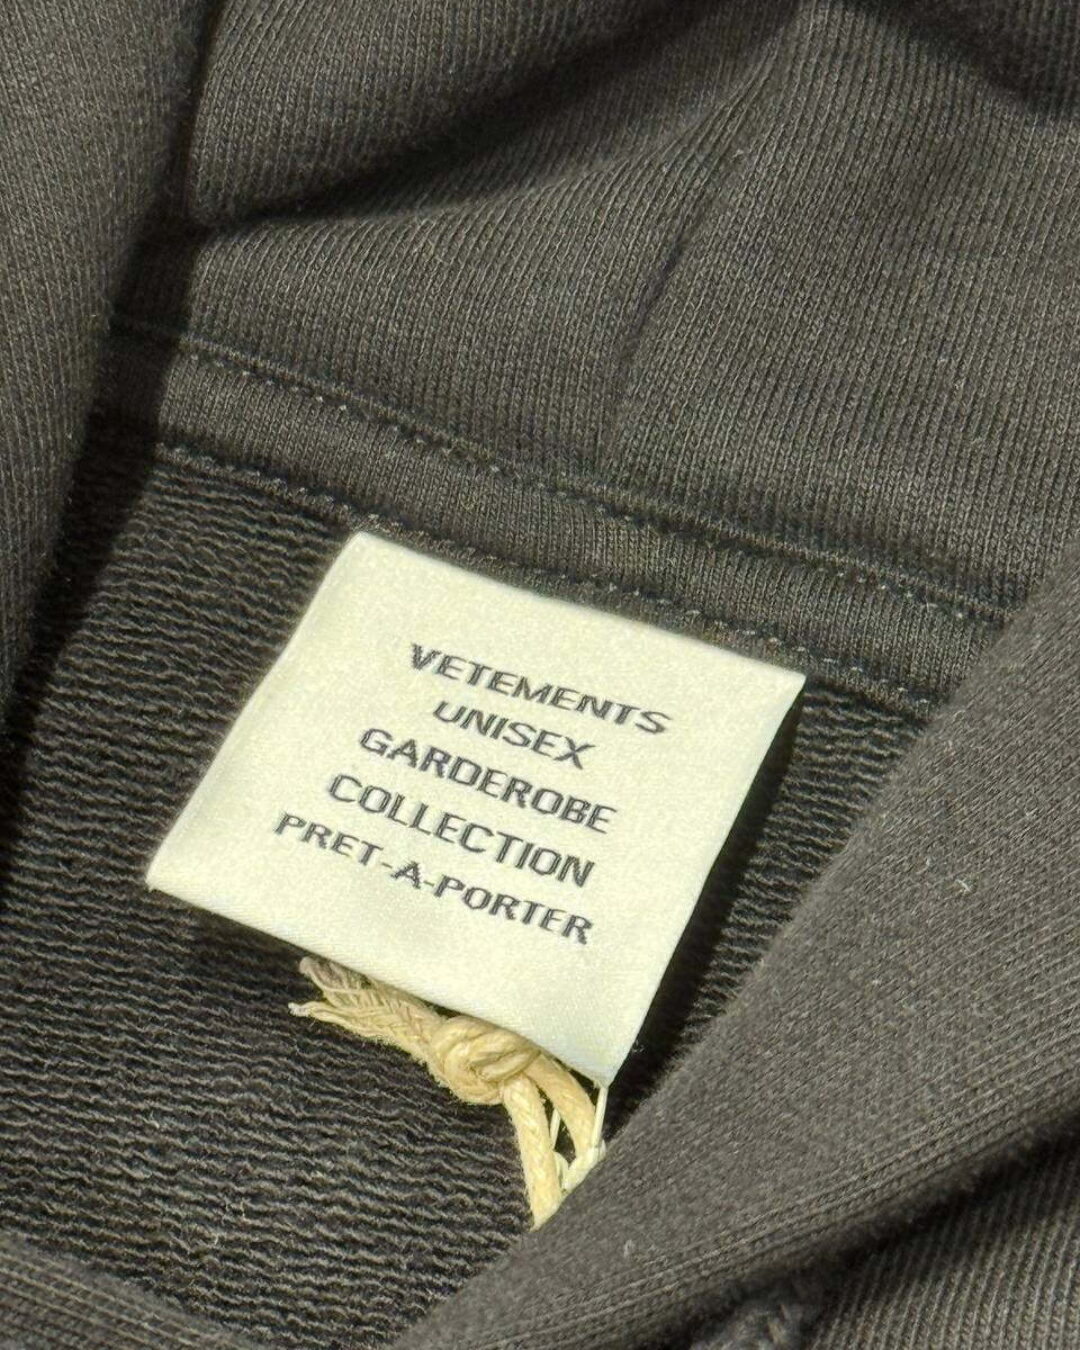 VETEMENTS
UNISEX
GARDEROBE
COLLECTION
PRET-A-PORTER